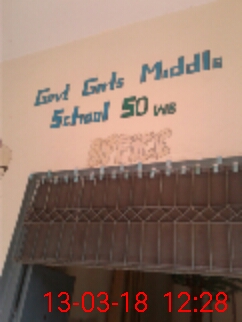 Govt Girls Middle
School 50 WB
13-03-18 12:28